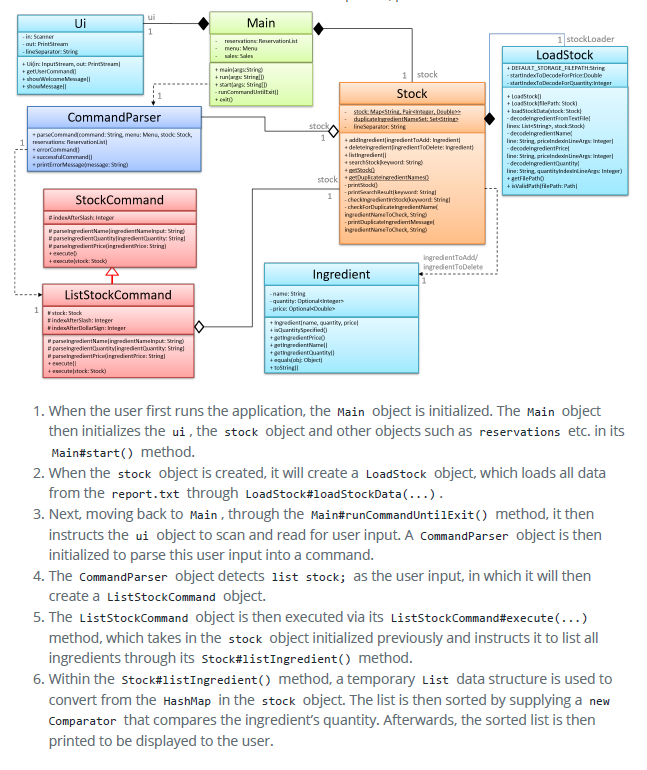 Ui
- in: Scanner
- out: PrintStream
- lineSeparator: String
+ Ui(in: InputStream, out: PrintStream)
+ getUserCommand()
+ showWelcomeMessage()
+ showMessage()
ui
1
Main
- reservations: ReservationList
- menu: Menu
- sales: Sales
+ main(args:String)
+ run(args: String[])
+ start(args: String[])
- runCommandUntilExit()
+ exit()
1 stock
1 stockLoader
LoadStock
+ DEFAULT_STORAGE_FILEPATH:String
- startIndexToDecodeForPrice:Double
- startIndexToDecodeForQuantity:Integer
+ LoadStock()
+ LoadStock(filePath: Stock)
+ loadStockData(stock: Stock)
- decodeIngredientFromTextFile(
lines: List<String>, stock:Stock)
- decodeIngredientName(
line: String, priceIndexInLineArgs: Integer)
- decodeIngredientPrice(
line: String, priceIndexInLineArgs: Integer)
- decodeIngredientQuantity(
line: String, quantityIndexInLineArgs: Integer)
+ getFilePath()
+ isValidPath(filePath: Path)
1
CommandParser
+ parseCommand(command: String, menu: Menu, stock: Stock,
reservations: ReservationList)
+ errorCommand()
+ successfulCommand()
+ printErrorMessage(message: String)
stock
1
Stock
- stock: Map<String, Pair<Integer, Double>>
- duplicateIngredientNameSet: Set<String>
- lineSeparator: String
+ addIngredient(ingredientToAdd: Ingredient)
+ deleteIngredient(ingredientToDelete: Ingredient)
+ listIngredient()
+ searchStock(keyword: String)
+ getStock()
+ getDuplicateIngredientNames()
- printStock()
- printSearchResult(keyword: String)
- checkIngredientInStock(keyword: String)
- checkForDuplicateIngredientName(
ingredientNameToCheck, String)
- printDuplicateIngredientMessage(
ingredientNameToCheck, String)
1
stock
1
StockCommand
# indexAfterSlash: Integer
# parseIngredientName(ingredientNameInput: String)
# parseIngredientQuantity(ingredientQuantity: String)
# parseIngredientPrice(ingredientPrice: String)
+ execute()
+ execute(stock: Stock)
ingredientToAdd/
ingredientToDelete
1
Ingredient
- name: String
- quantity: Optional<Integer>
- price: Optional<Double>
+ Ingredient(name, quantity, price)
+ isQuantitySpecified()
+ getIngredientPrice()
+ getIngredientName()
+ getIngredientQuantity()
+ equals(obj: Object)
+ toString()
1
ListStockCommand
# stock: Stock
# indexAfterSlash: Integer
# indexAfterDollarSign: Integer
# parseIngredientName(ingredientNameInput: String)
# parseIngredientQuantity(ingredientQuantity: String)
# parseIngredientPrice(ingredientPrice: String)
+ execute()
+ execute(stock: Stock)
1. When the user first runs the application, the Main object is initialized. The Main object
then initializes the ui , the stock object and other objects such as reservations etc. in its
Main#start() method.
2. When the stock object is created, it will create a LoadStock object, which loads all data
from the report.txt through LoadStock#loadStockData(...) .
3. Next, moving back to Main , through the Main#runCommandUntilExit() method, it then
instructs the ui object to scan and read for user input. A CommandParser object is then
initialized to parse this user input into a command.
4. The CommandParser object detects list stock; as the user input, in which it will then
create a ListStockCommand object.
5. The ListStockCommand object is then executed via its ListStockCommand#execute(...)
method, which takes in the stock object initialized previously and instructs it to list all
ingredients through its Stock#listIngredient() method.
6. Within the Stock#listIngredient() method, a temporary List data structure is used to
convert from the HashMap in the stock object. The list is then sorted by supplying a new
Comparator that compares the ingredient's quantity. Afterwards, the sorted list is then
printed to be displayed to the user.